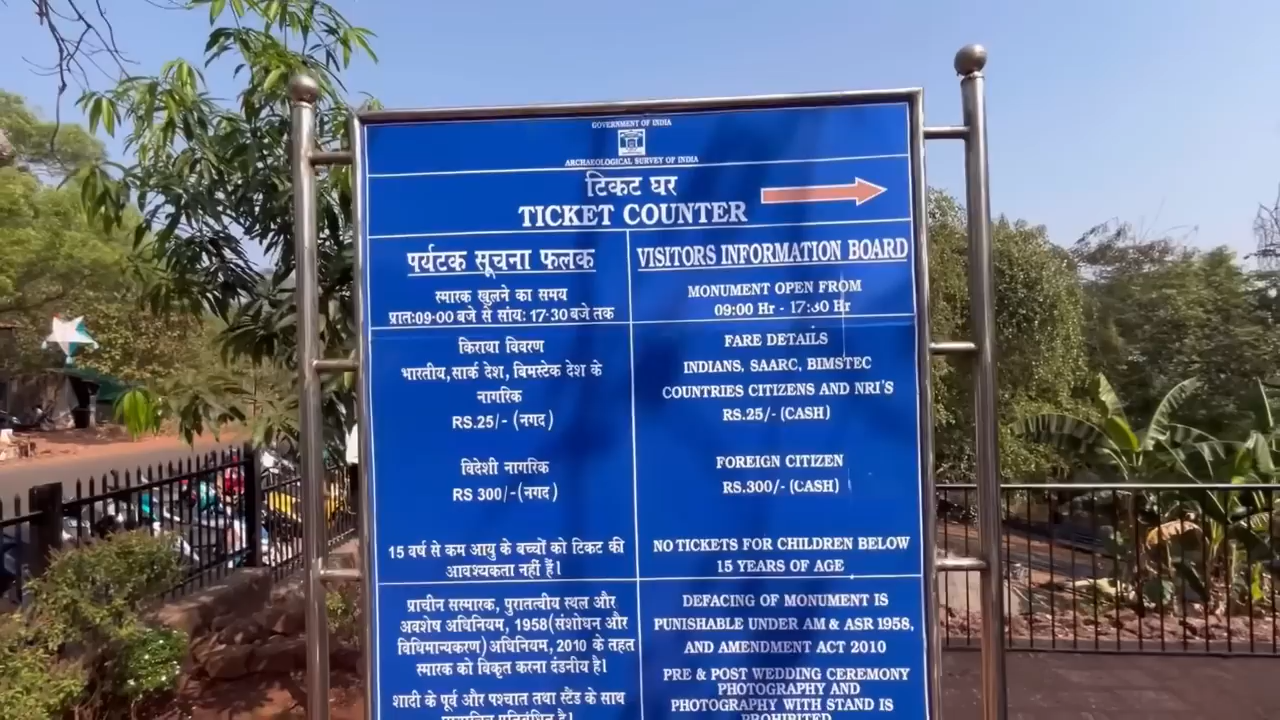 GOVERNMENT OF INDIA
ARCHAEOLOGICAL SURVEY OF INDIA
टिकट घर
TICKET COUNTER
पर्यटक सूचना फलक
स्मारक खुलने का समय
प्रात:09-00 बजे से सांय: 17-30 बजे तक
किराया विवरण
भारतीय,सार्क देश, बिमस्टेक देश के
नागरिक
RS.25/- (नगद)
विदेशी नागरिक
RS 300/-(नगद)
15 वर्ष से कम आयु के बच्चों को टिकट की
आवश्यकता नहीं हैं।
प्राचीन सस्मारक, पुरातत्वीय स्थल और
अवशेष अधिनियम, 1958(संशोधन और
विधिमान्यकरण) अधिनियम, 2010 के तहत
स्मारक को विकृत करना दंडनीय है।
शादी के पूर्व और पश्चात तथा स्टैंड के साथ
VISITORS INFORMATION BOARD
MONUMENT OPEN FROM
09:00 Hr - 17:30 Hr
FARE DETAILS
INDIANS, SAARC, BIMSTEC
COUNTRIES CITIZENS AND NRI'S
RS.25/- (CASH)
FOREIGN CITIZEN
RS.300/- (CASH)
NO TICKETS FOR CHILDREN BELOW
15 YEARS OF AGE
DEFACING OF MONUMENT IS
PUNISHABLE UNDER AM & ASR 1958,
AND AMENDMENT ACT 2010
PRE & POST WEDDING CEREMONY
PHOTOGRAPHY AND
PHOTOGRAPHY WITH STAND IS
PROHIBITED